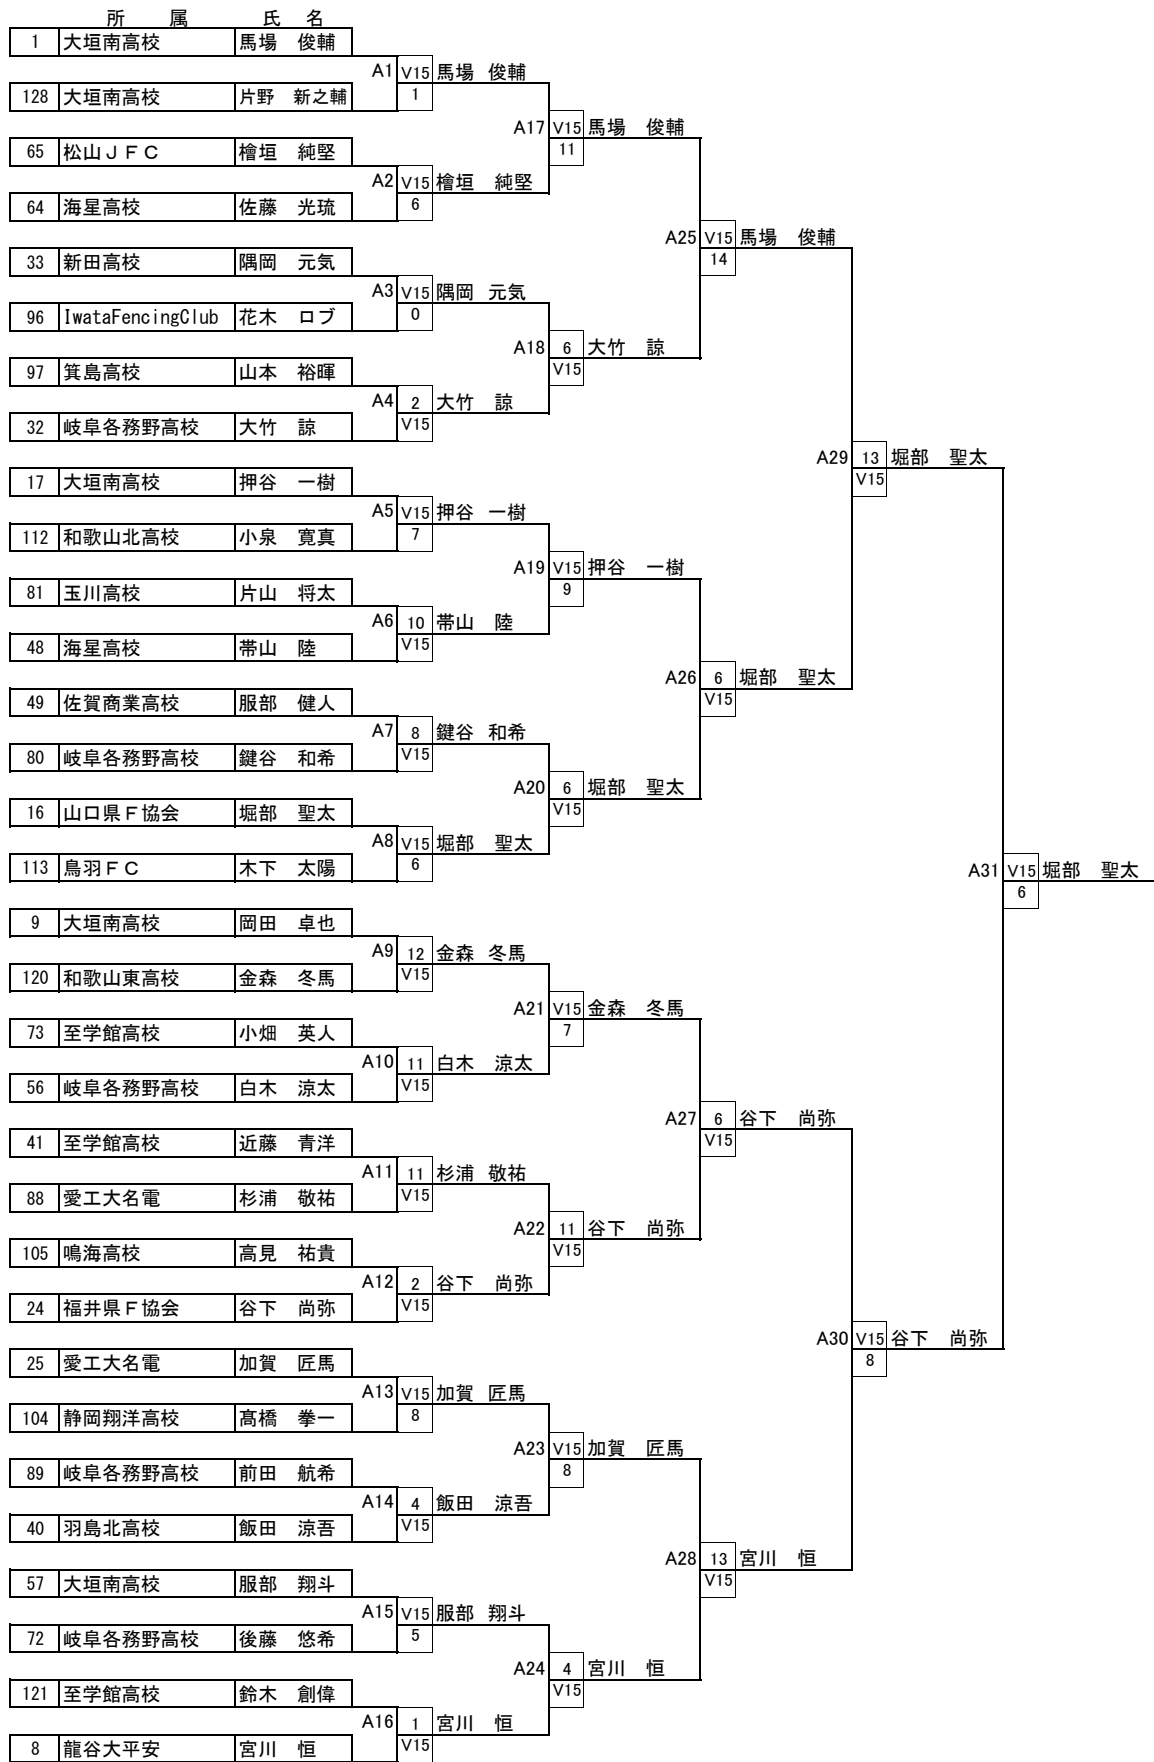 所 属 氏 名
1 大垣南高校 馬場 俊輔
A1 V15 馬場 俊輔
1
128 大垣南高校 片野 新之輔
A17 V15 馬場 俊輔
11
65 松山JFC 檜垣 純堅
A2 V15 檜垣 純堅
6
64 海星高校 佐藤 光琉
A25 V15 馬場 俊輔
14
33 新田高校 隅岡 元気
A3 V15 隅岡 元気
0
96 IwataFencingClub 花木 ロブ
A18 6 大竹 諒
V15
97 箕島高校 山本 裕暉
A4 2 大竹 諒
V15
32 岐阜各務野高校 大竹 諒
A29 13 堀部 聖太
V15
17 大垣南高校 押谷 一樹
A5 V15 押谷 一樹
7
112 和歌山北高校 小泉 寛真
A19 V15 押谷 一樹
9
81 玉川高校 片山 将太
A6 10 帯山 陸
V15
48 海星高校 帯山 陸
A26 6 堀部 聖太
V15
49 佐賀商業高校 服部 健人
A7 8 鍵谷 和希
V15
80 岐阜各務野高校 鍵谷 和希
A20 6 堀部 聖太
V15
16 山口県F協会 堀部 聖太
A8 V15 堀部 聖太
6
113 鳥羽FC 木下 太陽
A31 V15 堀部 聖太
6
9 大垣南高校 岡田 卓也
A9 12 金森 冬馬
V15
120 和歌山東高校 金森 冬馬
A21 V15 金森 冬馬
7
73 至学館高校 小畑 英人
A10 11 白木 涼太
V15
56 岐阜各務野高校 白木 涼太
A27 6 谷下 尚弥
V15
41 至学館高校 近藤 青洋
A11 11 杉浦 敬祐
V15
88 愛工大名電 杉浦 敬祐
A22 11 谷下 尚弥
V15
105 鳴海高校 高見 祐貴
A12 2 谷下 尚弥
V15
24 福井県F協会 谷下 尚弥
A30 V15 谷下 尚弥
8
25 愛工大名電 加賀 匠馬
A13 V15 加賀 匠馬
8
104 静岡翔洋高校 髙橋 拳一
A23 V15 加賀 匠馬
8
89 岐阜各務野高校 前田 航希
A14 4 飯田 涼吾
V15
40 羽島北高校 飯田 涼吾
A28 13 宮川 恒
V15
57 大垣南高校 服部 翔斗
A15 V15 服部 翔斗
5
72 岐阜各務野高校 後藤 悠希
A24 4 宮川 恒
V15
121 至学館高校 鈴木 創偉
A16 1 宮川 恒
V15
8 龍谷大平安 宮川 恒